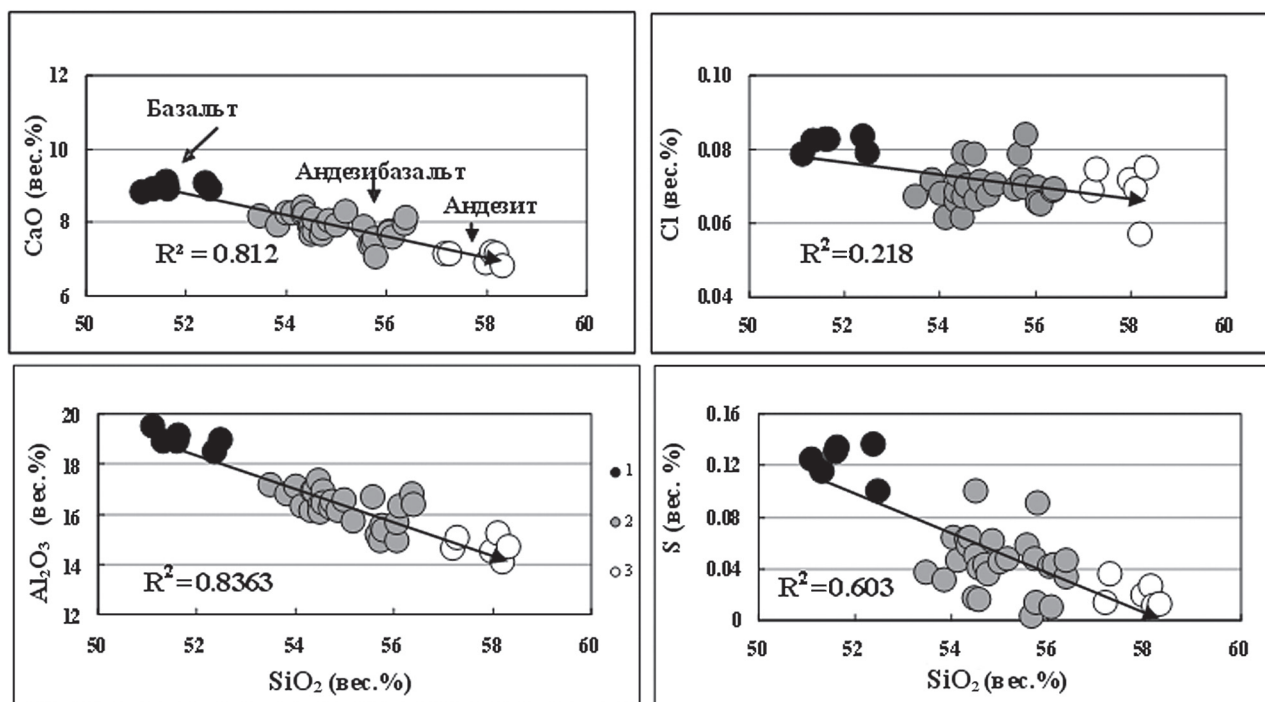 CaO (вес.%)
12
10
8
6
Базальт
Андезибазальт
Андезит
R² = 0.812
50 52 54 56 58 60
Cl (вес.%)
0.10
0.08
0.06
0.04
R²=0.218
50 52 54 56 58 60
Al₂O₃ (вес.%)
20
18
16
14
12
R²=0.8363
50 52 54 56 58 60
SiO₂ (вес.%)
1
2
3
S (вес. %)
0.16
0.12
0.08
0.04
0
R²=0.603
50 52 54 56 58 60
SiO₂ (вес.%)